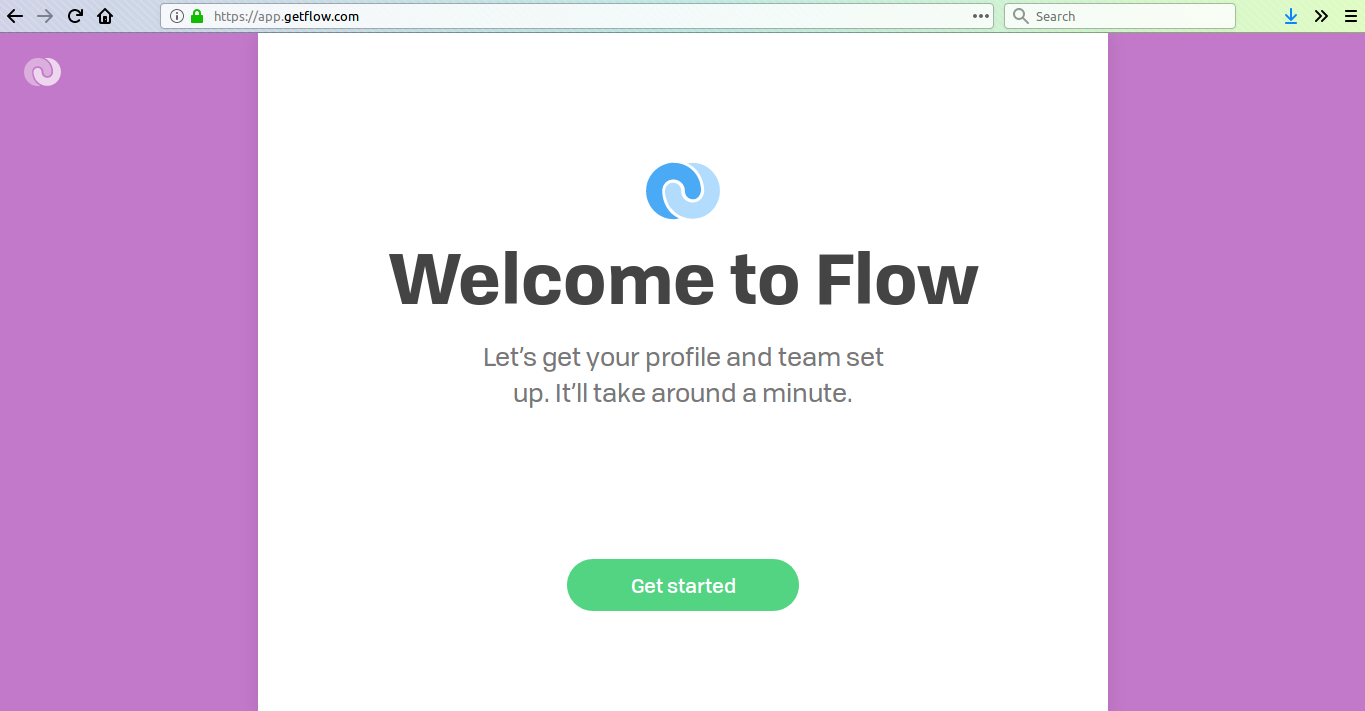 https://app.getflow.com
Search
Welcome to Flow
Let’s get your profile and team set
up. It’ll take around a minute.
Get started